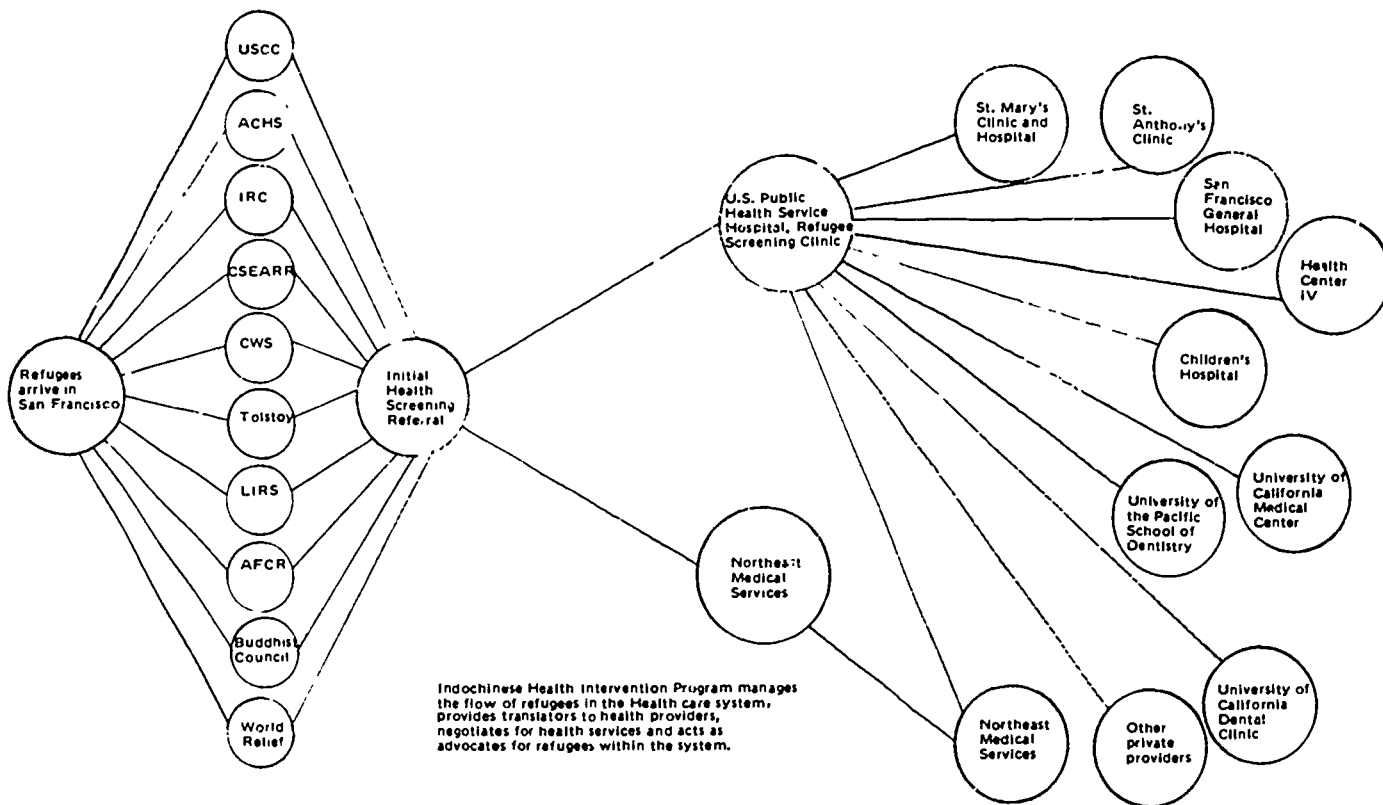 USCC
ACHS
IRC
CSEARR
CWS
Tolstoy
LIRS
AFCR
Buddhist
Council
World
Relief
Refugees
arrive in
San Francisco
Initial
Health
Screening
Referral
U.S. Public
Health Service
Hospital, Refugee
Screening Clinic
Northeast
Medical
Services
St. Mary's
Clinic and
Hospital
St.
Anthony's
Clinic
San
Francisco
General
Hospital
Health
Center
IV
Children's
Hospital
University of
California
Medical
Center
University of
the Pacific
School of
Dentistry
University of
California
Dental
Clinic
Other
private
providers
Northeast
Medical
Services
Indochinese Health Intervention Program manages
the flow of refugees in the Health care system,
provides translators to health providers,
negotiates for health services and acts as
advocates for refugees within the system.